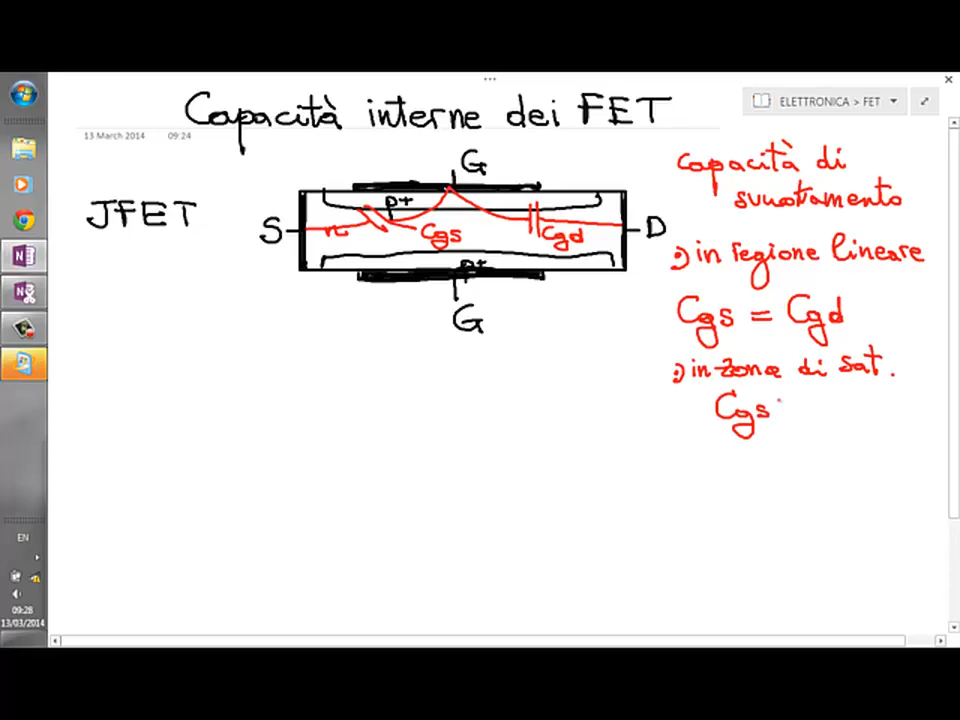 ELETTRONICA > FET
Capacità interne dei FET
13 March 2014 09:24
JFET
G
S
D
p+
n
Cgs
Cgd
p+
G
capacità di
svuotamento
in regione lineare
Cgs = Cgd
in zona di sat.
Cgs
EN
09:28
13/03/2014